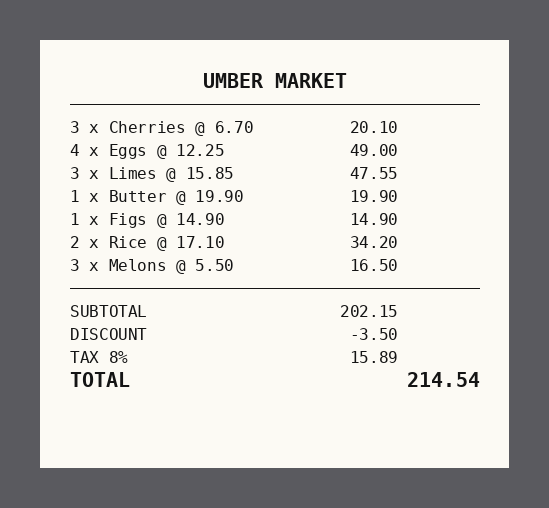 UMBER MARKET
3 x Cherries @ 6.70 20.10
4 x Eggs @ 12.25 49.00
3 x Limes @ 15.85 47.55
1 x Butter @ 19.90 19.90
1 x Figs @ 14.90 14.90
2 x Rice @ 17.10 34.20
3 x Melons @ 5.50 16.50
SUBTOTAL 202.15
DISCOUNT -3.50
TAX 8% 15.89
TOTAL 214.54